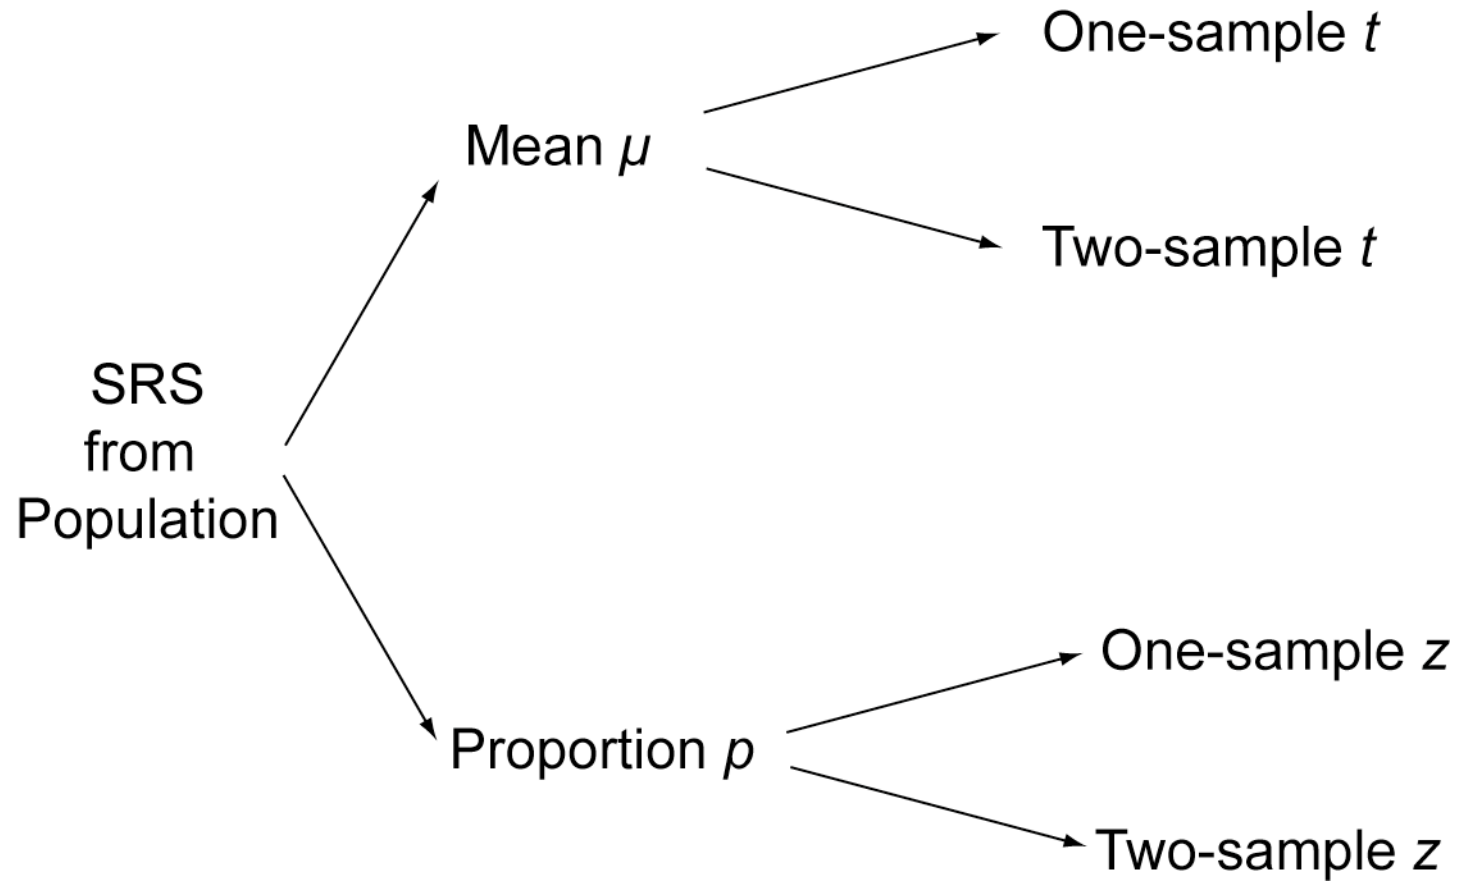 One-sample t
Mean μ
Two-sample t
SRS
from
Population
One-sample z
Proportion p
Two-sample z